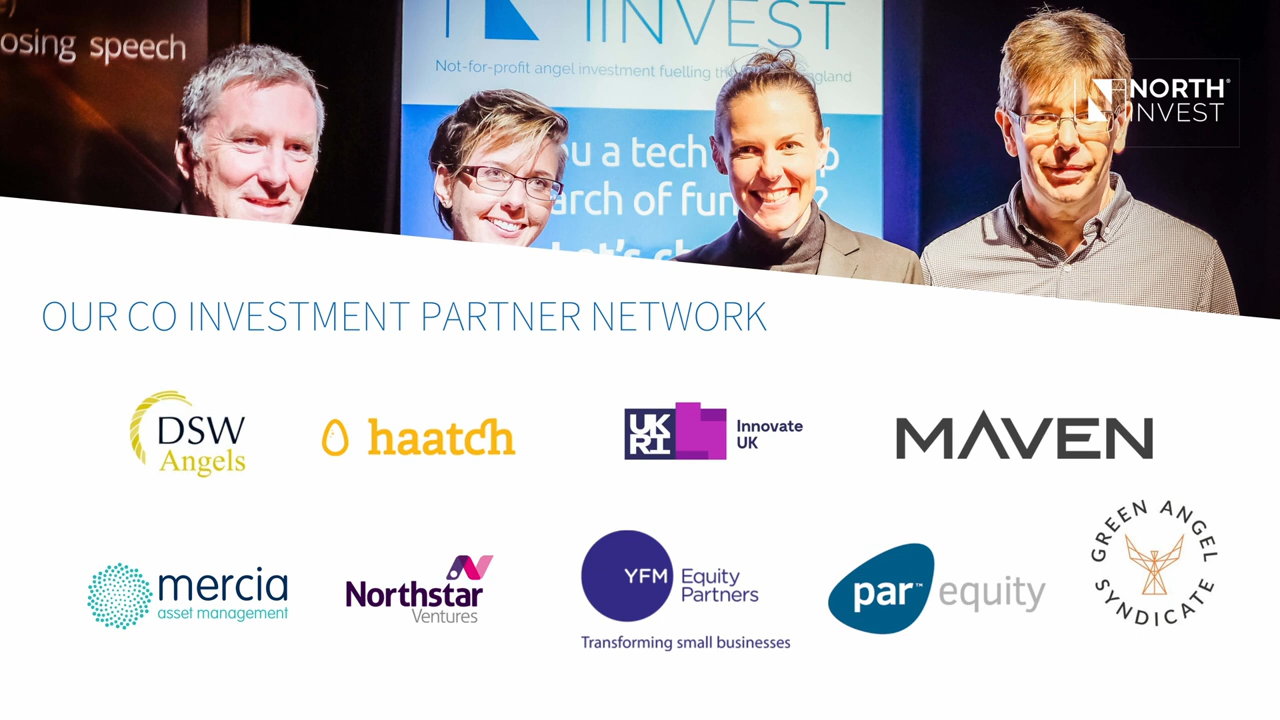 osing speech
INVEST
Not-for-profit angel investment fuelling th ngland
u a tech p
arch of fun ?
NORTH®
INVEST
OUR CO INVESTMENT PARTNER NETWORK
DSW
Angels
haatch
UK
RI
Innovate
UK
MAVEN
mercia
asset management
Northstar
Ventures
YFM
Equity
Partners
Transforming small businesses
par™
equity
GREEN ANGEL
SYNDICATE